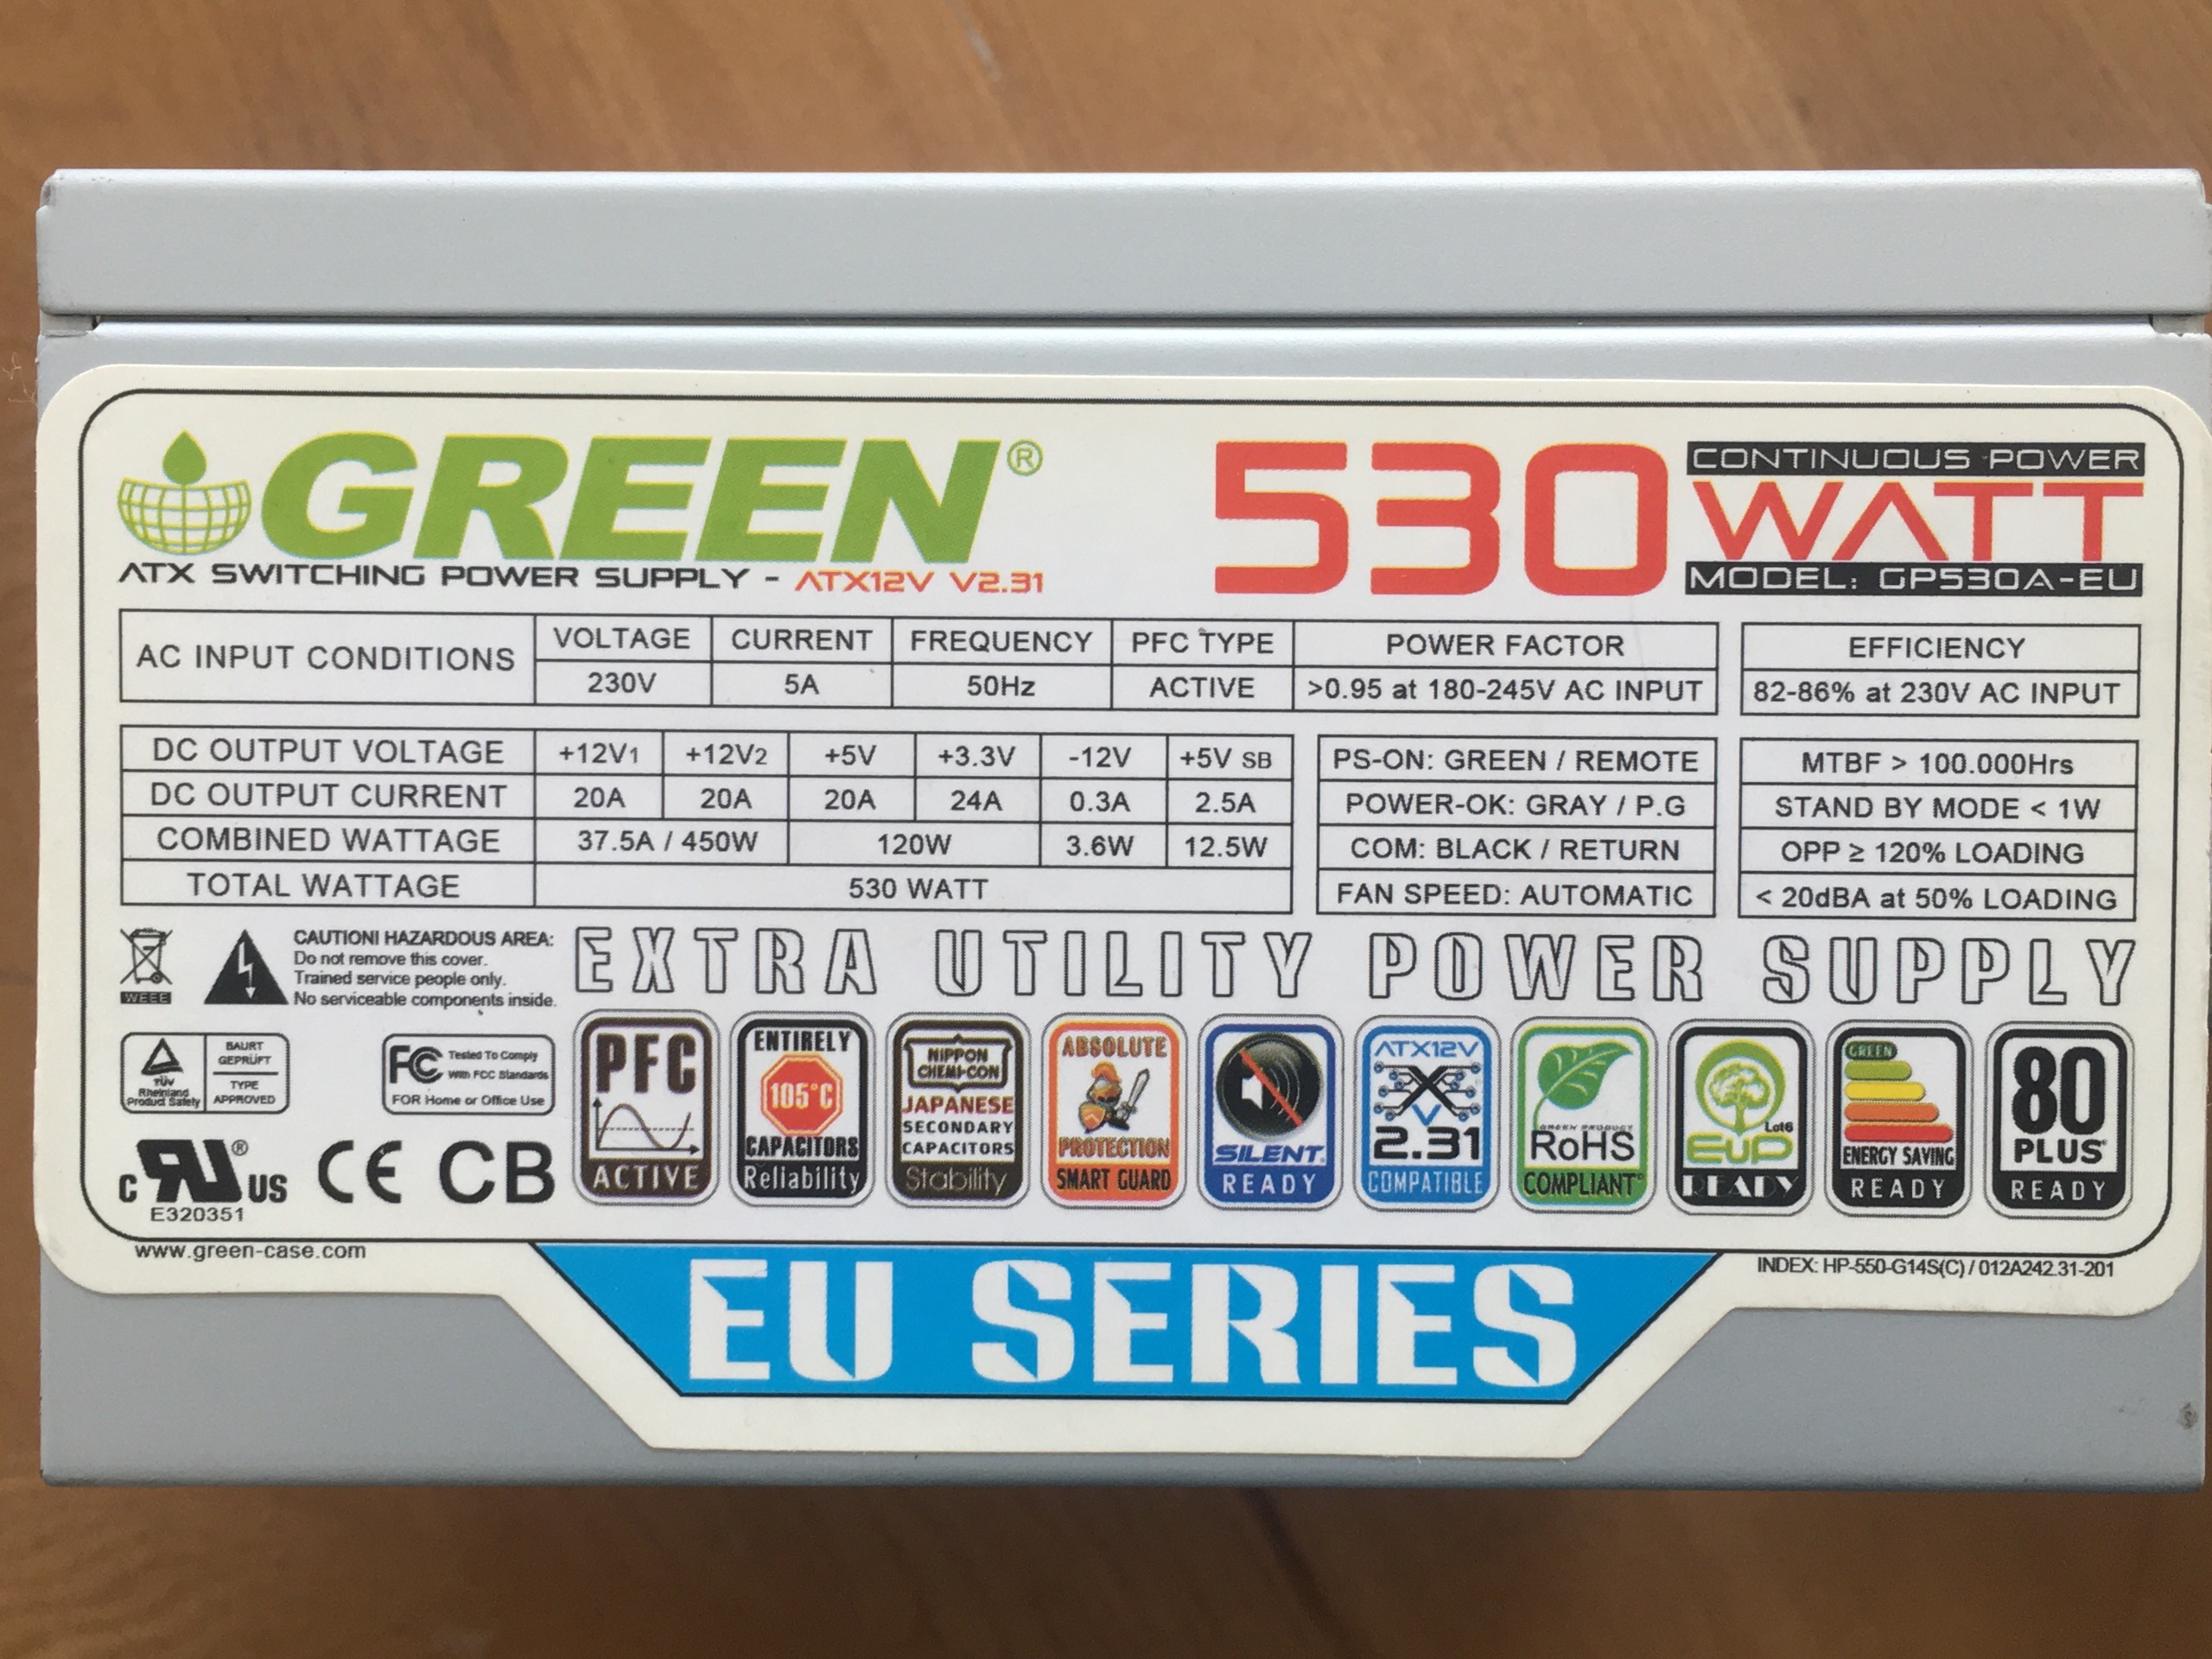 GREEN®
ATX SWITCHING POWER SUPPLY - ATX12V V2.31
530
CONTINUOUS POWER
WATT
MODEL: GP530A-EU
AC INPUT CONDITIONS VOLTAGE CURRENT FREQUENCY PFC TYPE POWER FACTOR EFFICIENCY
230V 5A 50Hz ACTIVE >0.95 at 180-245V AC INPUT 82-86% at 230V AC INPUT
DC OUTPUT VOLTAGE +12V1 +12V2 +5V +3.3V -12V +5V SB PS-ON: GREEN / REMOTE MTBF > 100.000Hrs
DC OUTPUT CURRENT 20A 20A 20A 24A 0.3A 2.5A POWER-OK: GRAY / P.G STAND BY MODE < 1W
COMBINED WATTAGE 37.5A / 450W 120W 3.6W 12.5W COM: BLACK / RETURN OPP ≥ 120% LOADING
TOTAL WATTAGE 530 WATT FAN SPEED: AUTOMATIC < 20dBA at 50% LOADING
WEEE
CAUTION! HAZARDOUS AREA:
Do not remove this cover.
Trained service people only.
No serviceable components inside.
EXTRA UTILITY POWER SUPPLY
TÜV
Rheinland
Product Safety
BAURT
GEPRÜFT
TYPE
APPROVED
FC Tested To Comply
With FCC Standards
FOR Home or Office Use
PFC
ACTIVE
ENTIRELY
105°C
CAPACITORS
Reliability
NIPPON
CHEMI-CON
JAPANESE
SECONDARY
CAPACITORS
Stability
ABSOLUTE
PROTECTION
SMART GUARD
SILENT
READY
ATX12V
V
2.31
COMPATIBLE
GREEN PRODUCT
RoHS
COMPLIANT
Lot6
EuP
READY
GREEN
ENERGY SAVING
READY
80
PLUS
READY
c RU® US
E320351
CE CB
www.green-case.com
EU SERIES
INDEX: HP-550-G14S(C) / 012A242.31-201